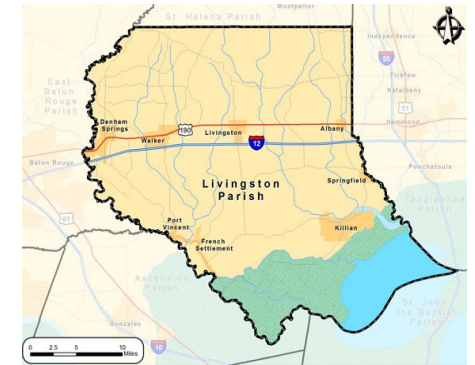 Montpelier
St. Helena Parish
N
Independence
55
Tickfaw
Natalbany
East
Baton
Rouge
Parish
51
Hammond
Denham
Springs
190
Walker
Livingston
Albany
12
Baton Rouge
Ponchatoula
Livingston
Parish
Springfield
Tangipahoa
Parish
61
Port
Vincent
Killian
French
Settlement
Ascension
Parish
St. John
the Baptist
Parish
Gonzales
10
0 2.5 5 10
Miles